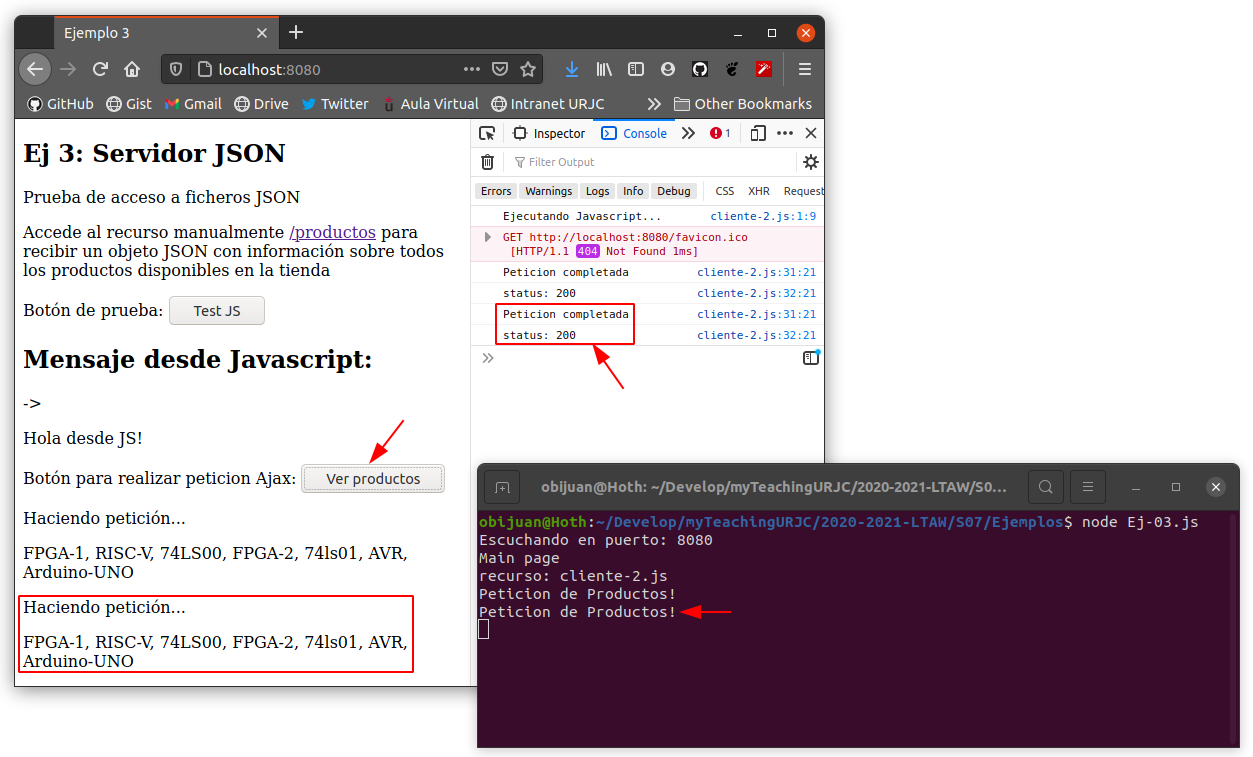 Ejemplo 3
localhost:8080
GitHub Gist Gmail Drive Twitter Aula Virtual Intranet URJC Other Bookmarks
Ej 3: Servidor JSON
Prueba de acceso a ficheros JSON
Accede al recurso manualmente /productos para
recibir un objeto JSON con información sobre todos
los productos disponibles en la tienda
Botón de prueba: Test JS
Mensaje desde Javascript:
->
Hola desde JS!
Botón para realizar peticion Ajax: Ver productos
Haciendo petición...
FPGA-1, RISC-V, 74LS00, FPGA-2, 74ls01, AVR,
Arduino-UNO
Haciendo petición...
FPGA-1, RISC-V, 74LS00, FPGA-2, 74ls01, AVR,
Arduino-UNO
Inspector Console 1
Filter Output
Errors Warnings Logs Info Debug CSS XHR Request
Ejecutando Javascript... cliente-2.js:1:9
GET http://localhost:8080/favicon.ico
[HTTP/1.1 404 Not Found 1ms]
Peticion completada cliente-2.js:31:21
status: 200 cliente-2.js:32:21
Peticion completada cliente-2.js:31:21
status: 200 cliente-2.js:32:21
obijuan@Hoth: ~/Develop/myTeachingURJC/2020-2021-LTAW/S0...
obijuan@Hoth:~/Develop/myTeachingURJC/2020-2021-LTAW/S07/Ejemplos$ node Ej-03.js
Escuchando en puerto: 8080
Main page
recurso: cliente-2.js
Peticion de Productos!
Peticion de Productos!